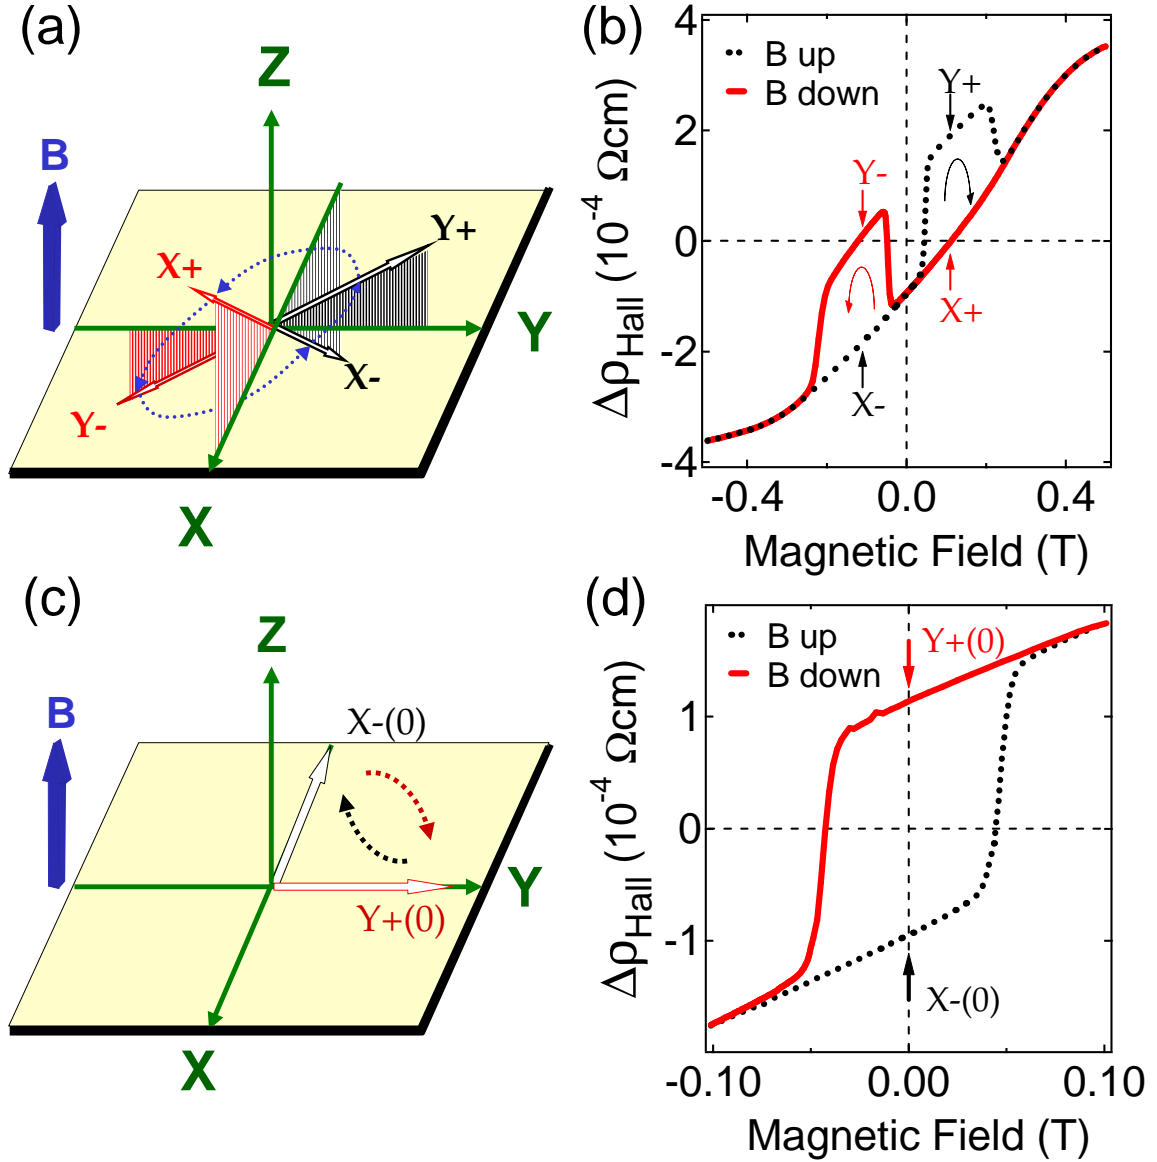 (a)
Z
B
Y+
X+
Y
X-
Y-
X
(b)
B up
B down
Y+
Y-
X+
X-
4
2
0
-2
-4
-0.4
0.0
0.4
Δρ_Hall (10^-4 Ωcm)
Magnetic Field (T)
(c)
Z
B
X-(0)
Y
Y+(0)
X
(d)
B up
B down
Y+(0)
X-(0)
1
0
-1
-0.10
0.00
0.10
Δρ_Hall (10^-4 Ωcm)
Magnetic Field (T)